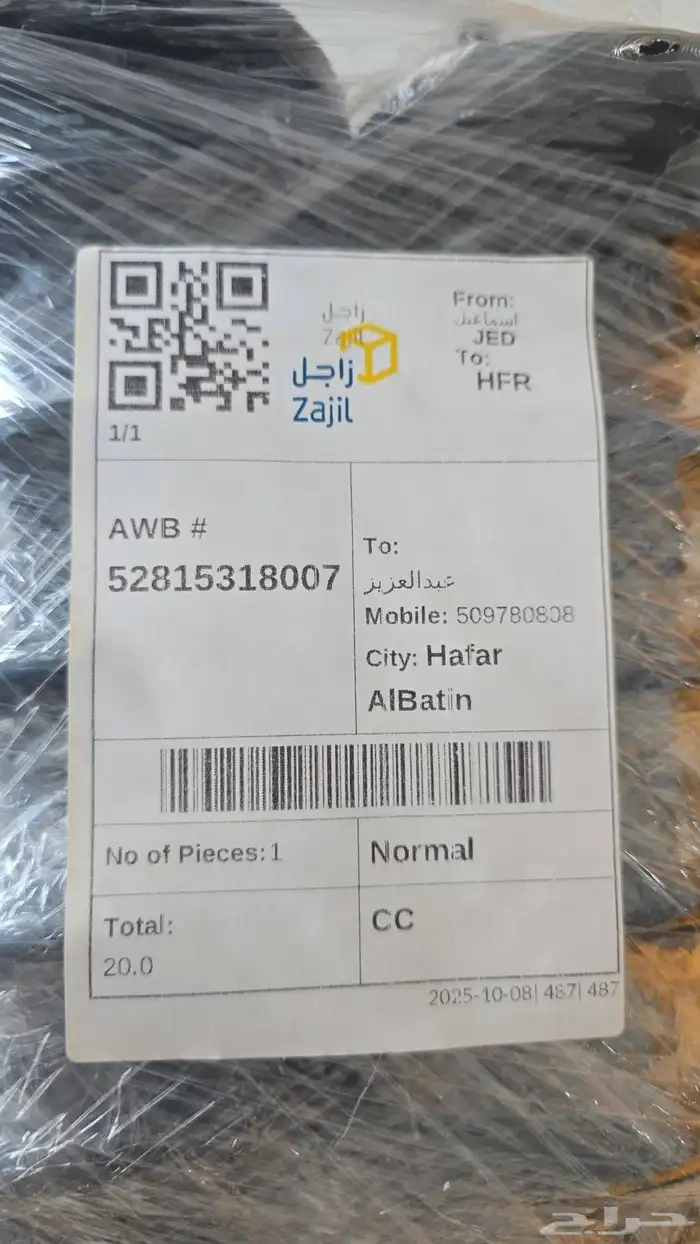 زاجل
Zajil
زاجل
Zajil
From:
اسماعيل
JED
To:
HFR
1/1
AWB #
52815318007
To:
عبدالعزيز
Mobile: 509780808
City: Hafar
AlBatin
No of Pieces:1
Normal
Total:
20.0
CC
2025-10-08| 487| 487
حراج